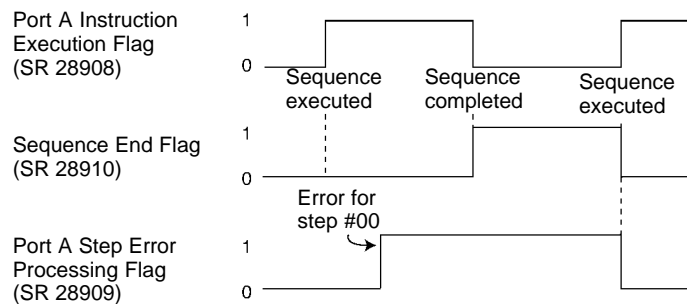 Port A Instruction
Execution Flag
(SR 28908)
1
0
Sequence
executed
Sequence
completed
Sequence
executed
Sequence End Flag
(SR 28910)
1
0
Error for
step #00
Port A Step Error
Processing Flag
(SR 28909)
1
0